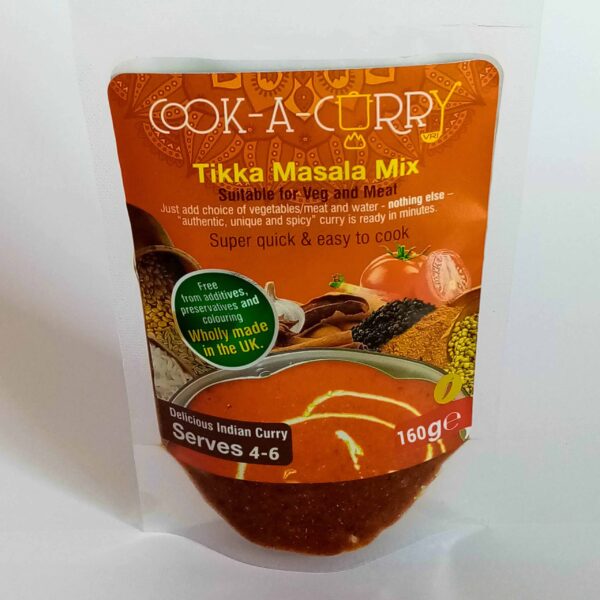 COOK-A-CURRY
VRI
Tikka Masala Mix
Suitable for Veg and Meat
Just add choice of vegetables/meat and water - nothing else –
"authentic, unique and spicy" curry is ready in minutes.
Super quick & easy to cook
Free
from additives,
preservatives and
colouring
Wholly made
in the UK.
Delicious Indian Curry
Serves 4-6
160g℮